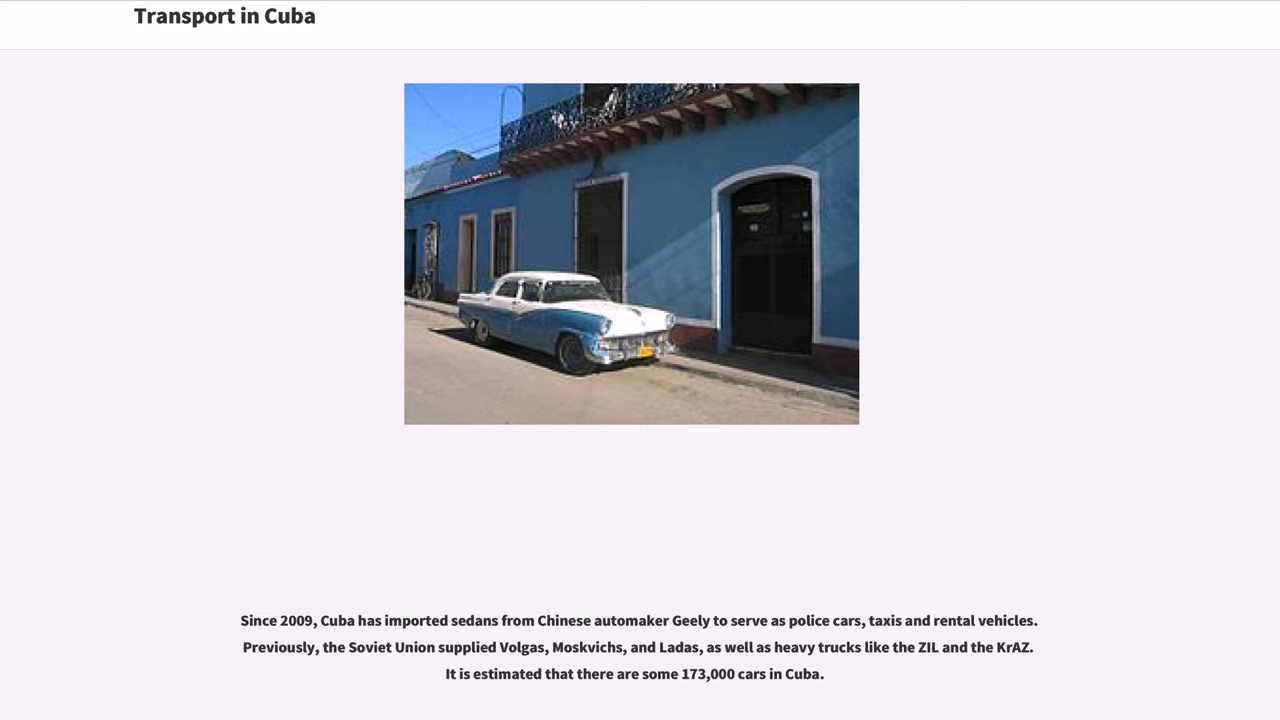 Transport in Cuba
Since 2009, Cuba has imported sedans from Chinese automaker Geely to serve as police cars, taxis and rental vehicles.
Previously, the Soviet Union supplied Volgas, Moskvichs, and Ladas, as well as heavy trucks like the ZIL and the KrAZ.
It is estimated that there are some 173,000 cars in Cuba.